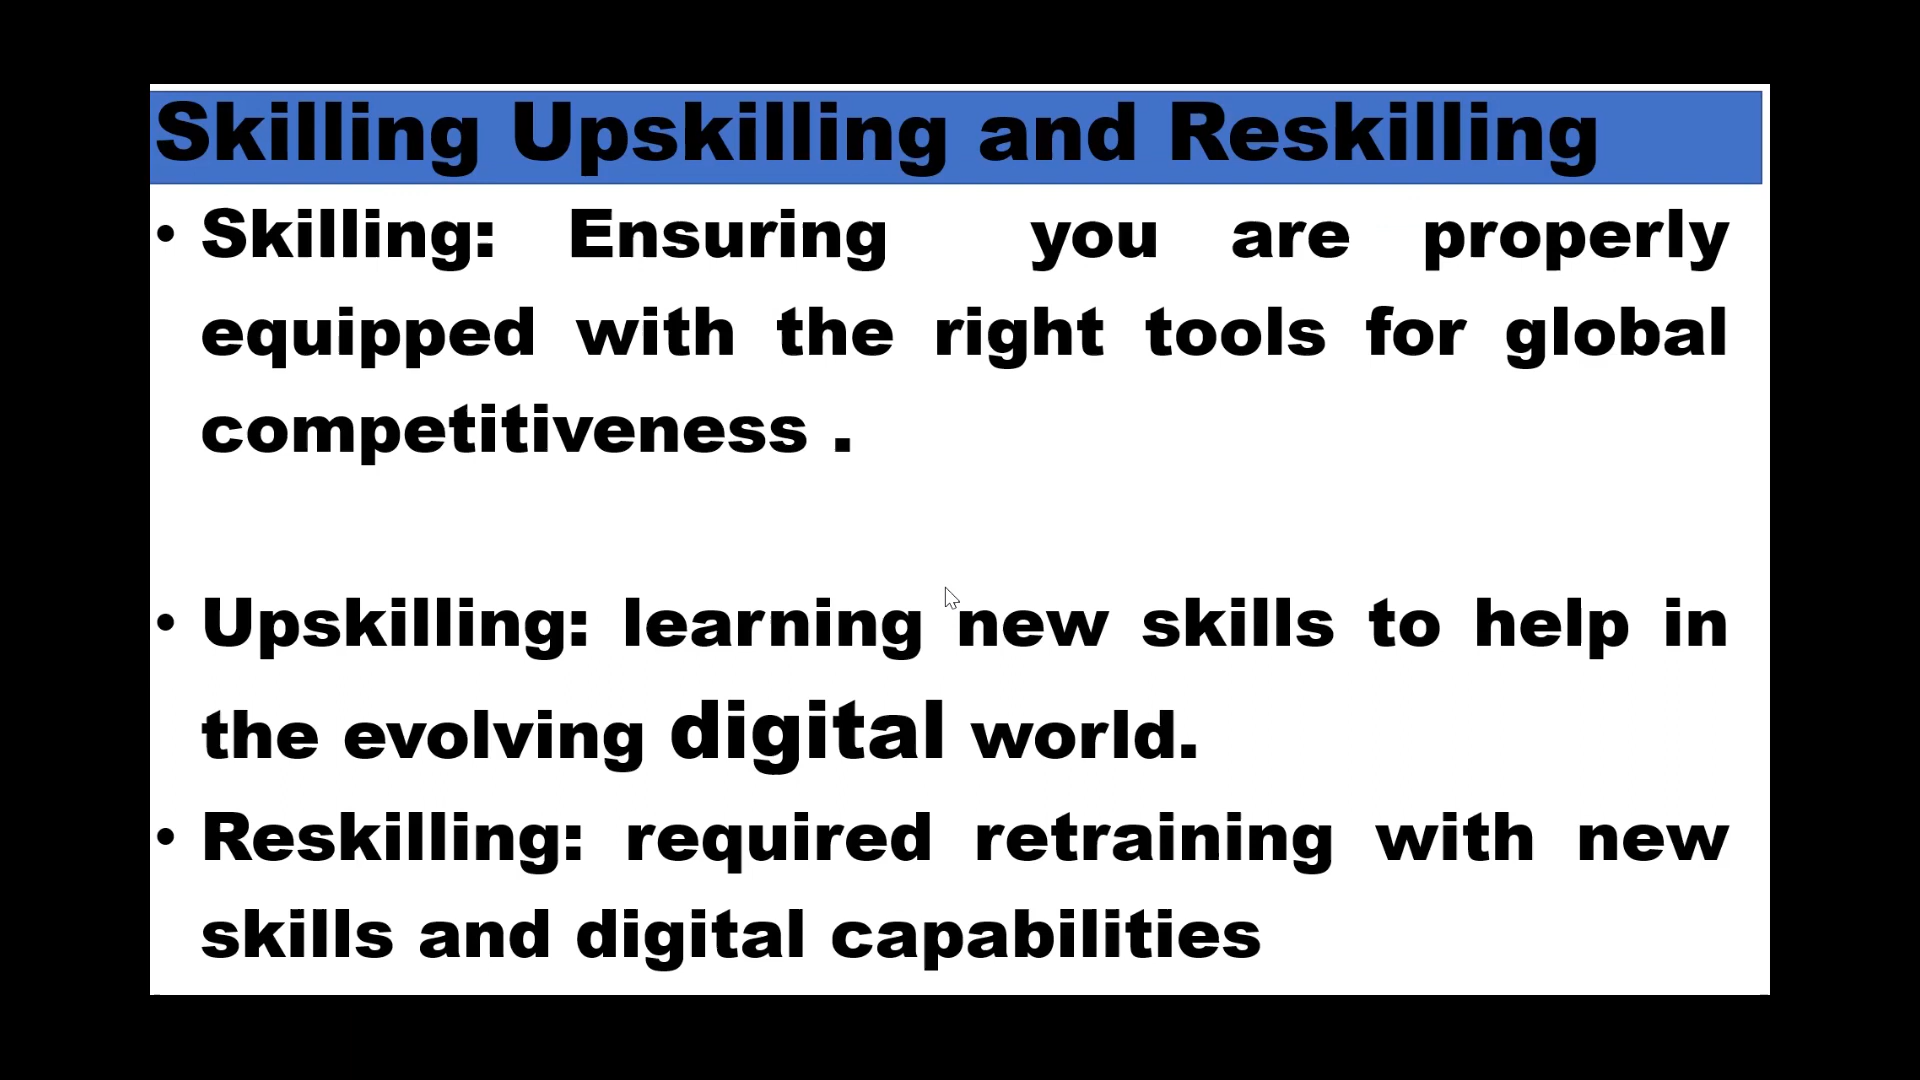 Skilling Upskilling and Reskilling
• Skilling: Ensuring you are properly
equipped with the right tools for global
competitiveness .
• Upskilling: learning new skills to help in
the evolving digital world.
• Reskilling: required retraining with new
skills and digital capabilities